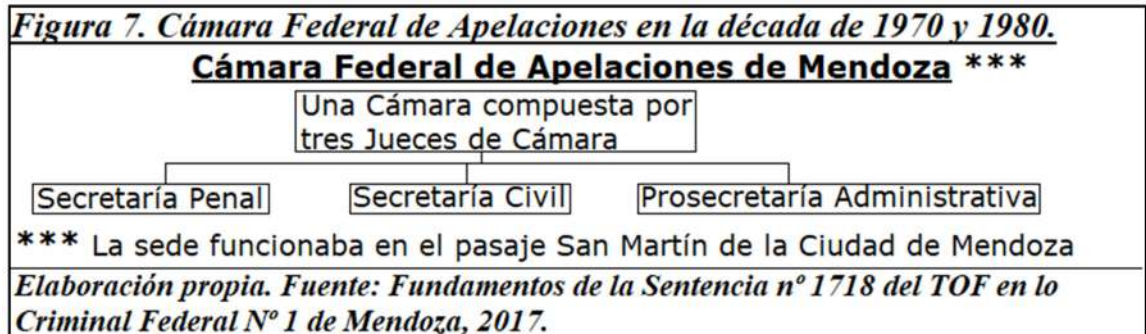 Figura 7. Cámara Federal de Apelaciones en la década de 1970 y 1980.
Cámara Federal de Apelaciones de Mendoza ***
Una Cámara compuesta por
tres Jueces de Cámara
Secretaría Penal
Secretaría Civil
Prosecretaría Administrativa
*** La sede funcionaba en el pasaje San Martín de la Ciudad de Mendoza
Elaboración propia. Fuente: Fundamentos de la Sentencia nº 1718 del TOF en lo
Criminal Federal Nº 1 de Mendoza, 2017.